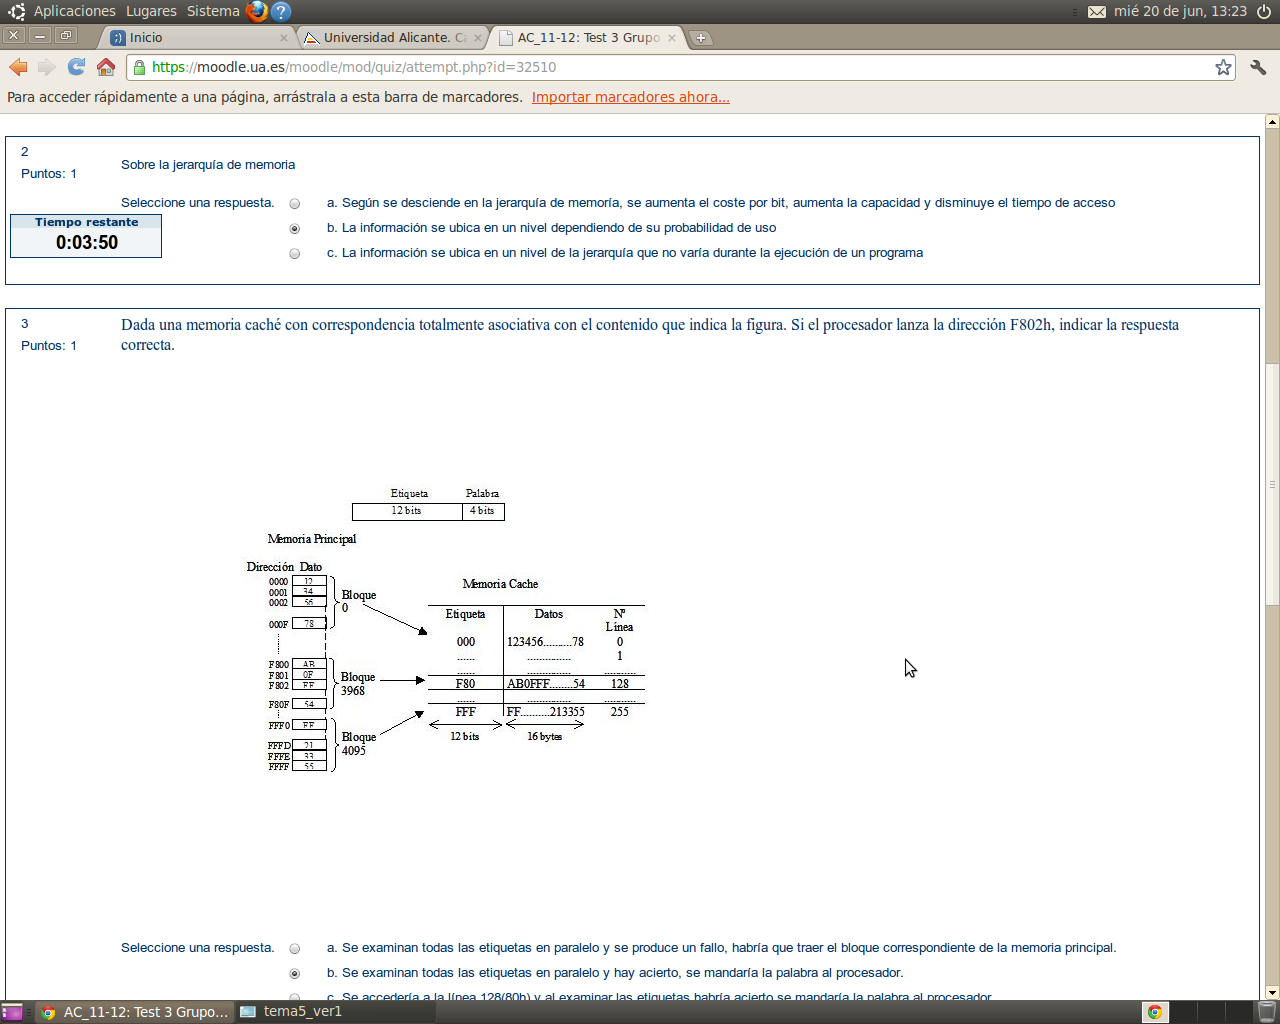 Aplicaciones Lugares Sistema mié 20 de jun, 13:23
Inicio Universidad Alicante. AC_11-12: Test 3 Grupo
https://moodle.ua.es/moodle/mod/quiz/attempt.php?id=32510
Para acceder rápidamente a una página, arrástrala a esta barra de marcadores. Importar marcadores ahora...
2
Puntos: 1
Sobre la jerarquía de memoria
Seleccione una respuesta.
a. Según se desciende en la jerarquía de memoría, se aumenta el coste por bit, aumenta la capacidad y disminuye el tiempo de acceso
b. La información se ubica en un nivel dependiendo de su probabilidad de uso
c. La información se ubica en un nivel de la jerarquía que no varía durante la ejecución de un programa
Tiempo restante
0:03:50
3
Puntos: 1
Dada una memoria caché con correspondencia totalmente asociativa con el contenido que indica la figura. Si el procesador lanza la dirección F802h, indicar la respuesta
correcta.
Etiqueta Palabra
12 bits 4 bits
Memoria Principal
Dirección Dato
0000 12
0001 34
0002 56
000F 78
Bloque
0
F800 AB
F801 0F
F802 FF
F80F 54
Bloque
3968
FFF0 FF
FFFD 21
FFFE 33
FFFF 55
Bloque
4095
Memoria Cache
Etiqueta Datos Nº
Línea
000 123456..........78 0
...... ............... 1
...... ............... ...........
F80 AB0FFF........54 128
...... ............... ...........
FFF FF..........213355 255
12 bits 16 bytes
Seleccione una respuesta.
a. Se examinan todas las etiquetas en paralelo y se produce un fallo, habría que traer el bloque correspondiente de la memoria principal.
b. Se examinan todas las etiquetas en paralelo y hay acierto, se mandaría la palabra al procesador.
c. Se accedería a la línea 128(80h) y al examinar las etiquetas habría acierto se mandaría la palabra al procesador
AC_11-12: Test 3 Grupo... tema5_ver1